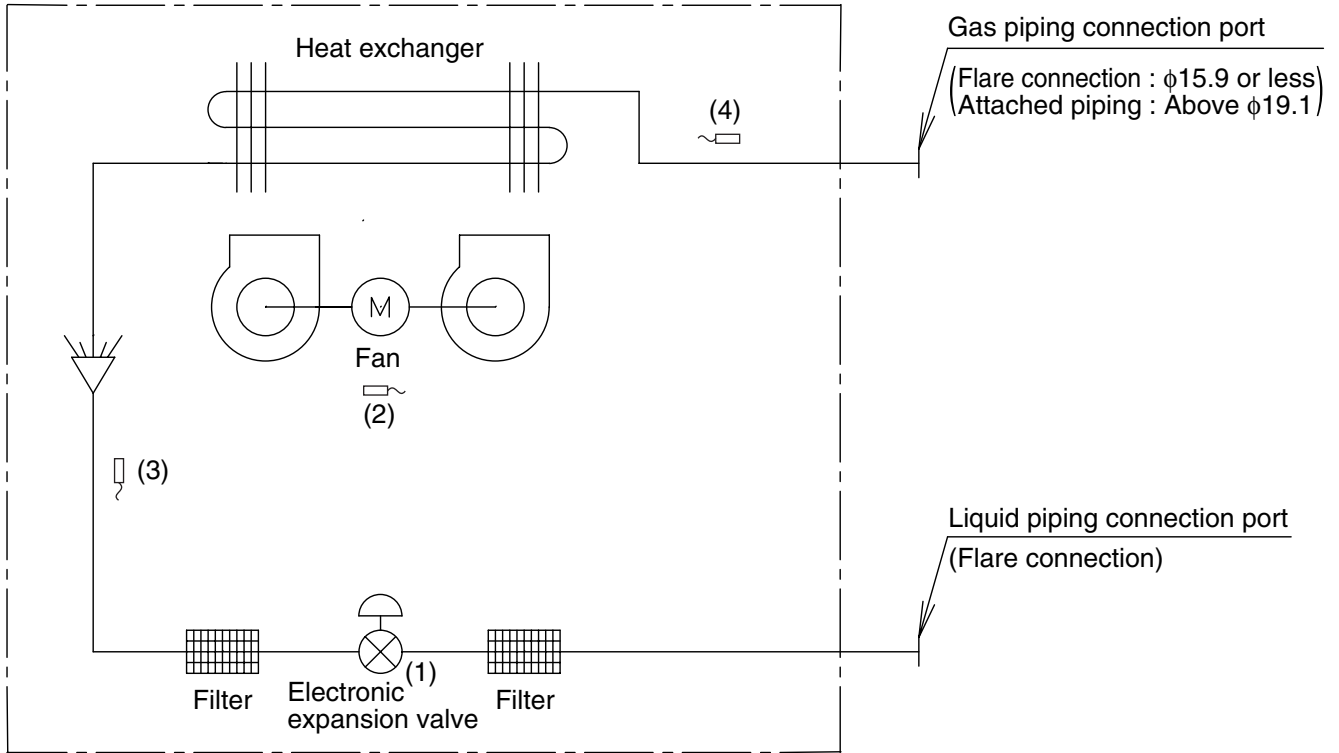 Heat exchanger
Gas piping connection port
(Flare connection : ϕ15.9 or less
Attached piping : Above ϕ19.1)
(4)
M
Fan
(2)
(3)
Liquid piping connection port
(Flare connection)
(1)
Filter
Electronic
expansion valve
Filter